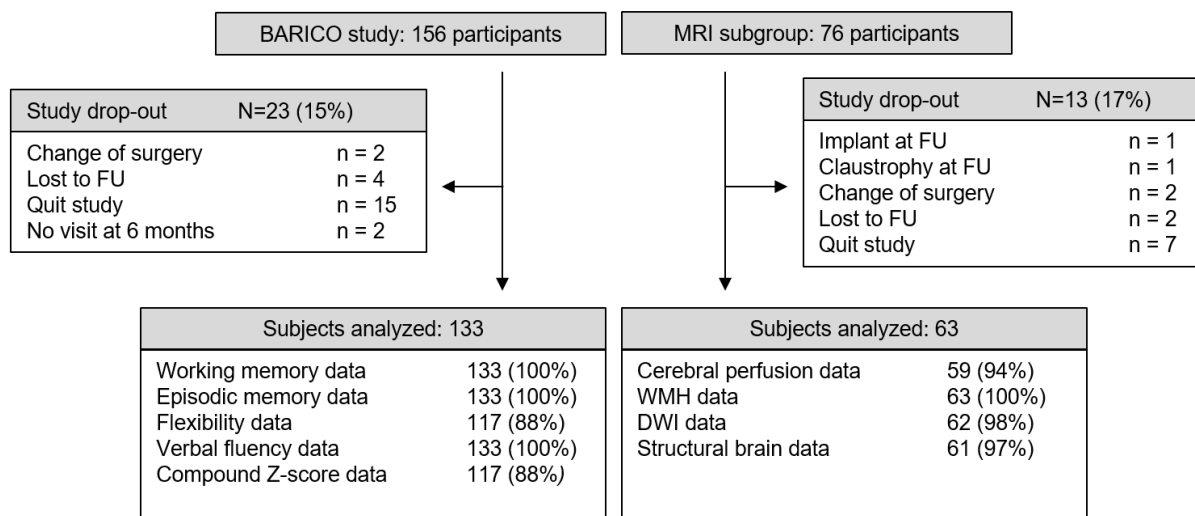 BARICO study: 156 participants
MRI subgroup: 76 participants
Study drop-out N=23 (15%)
Change of surgery n = 2
Lost to FU n = 4
Quit study n = 15
No visit at 6 months n = 2
Study drop-out N=13 (17%)
Implant at FU n = 1
Claustrophy at FU n = 1
Change of surgery n = 2
Lost to FU n = 2
Quit study n = 7
Subjects analyzed: 133
Working memory data 133 (100%)
Episodic memory data 133 (100%)
Flexibility data 117 (88%)
Verbal fluency data 133 (100%)
Compound Z-score data 117 (88%)
Subjects analyzed: 63
Cerebral perfusion data 59 (94%)
WMH data 63 (100%)
DWI data 62 (98%)
Structural brain data 61 (97%)